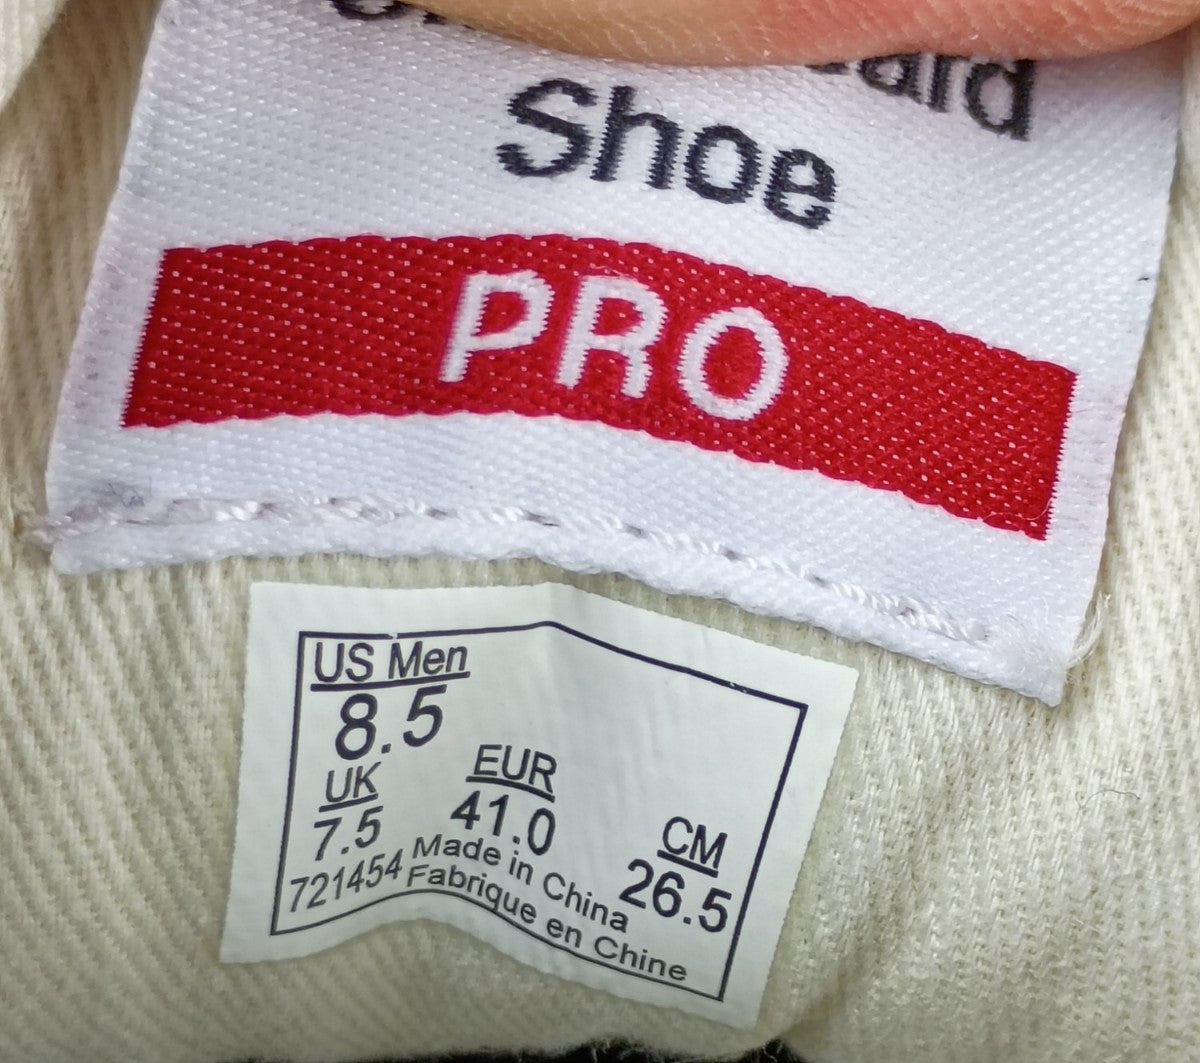 Shoe
PRO
US Men
8.5
UK
7.5
EUR
41.0
CM
26.5
721454
Made in China
Fabrique en Chine